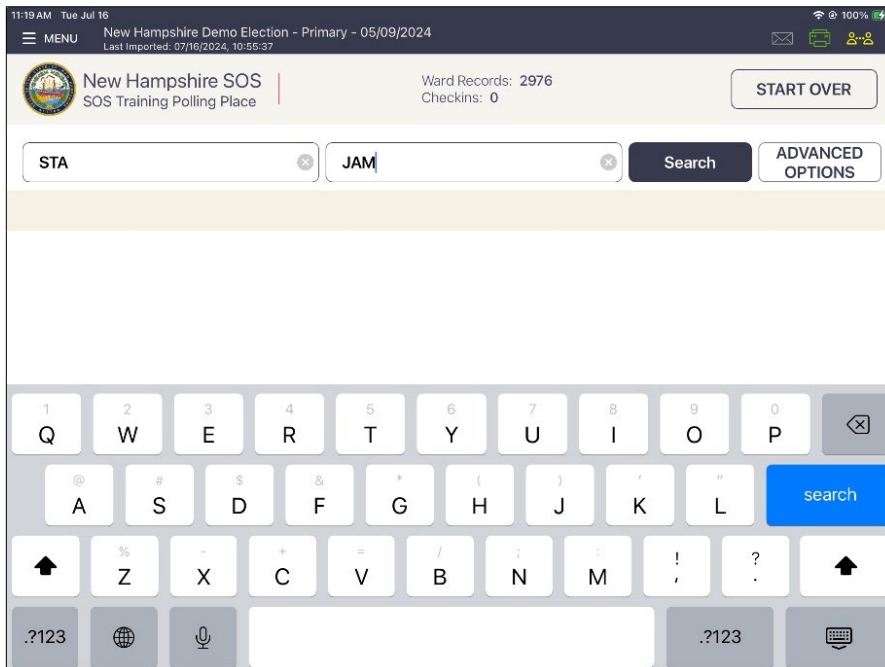 11:19 AM Tue Jul 16
100%
MENU
New Hampshire Demo Election - Primary - 05/09/2024
Last Imported: 07/16/2024, 10:55:37
New Hampshire SOS
SOS Training Polling Place
Ward Records: 2976
Checkins: 0
START OVER
STA
JAM
Search
ADVANCED
OPTIONS
1 2 3 4 5 6 7 8 9 0
Q W E R T Y U I O P
@ # $ & * ( ) ' "
A S D F G H J K L
search
% - + = / ; : ! ?
Z X C V B N M , .
.?123
.?123